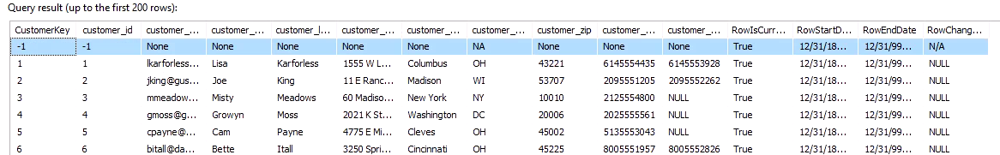 Query result (up to the first 200 rows):
CustomerKey customer_id customer_... customer_... customer_l... customer_... customer_... customer_... customer_zip customer_... customer_... RowIsCurr... RowStartD... RowEndDate RowChang...
-1 -1 None None None None None NA None None None True 12/31/18... 12/31/99... N/A
1 1 lkarforless... Lisa Karforless 1555 W L... Columbus OH 43221 6145554435 6145553928 True 12/31/18... 12/31/99... NULL
2 2 jking@gus... Joe King 11 E Ranc... Madison WI 53707 2095551205 2095552262 True 12/31/18... 12/31/99... NULL
3 3 mmeadow... Misty Meadows 60 Madiso... New York NY 10010 2125554800 NULL True 12/31/18... 12/31/99... NULL
4 4 gmoss@g... Growyn Moss 2021 K St... Washington DC 20006 2025555561 NULL True 12/31/18... 12/31/99... NULL
5 5 cpayne@... Cam Payne 4775 E Mi... Cleves OH 45002 5135553043 NULL True 12/31/18... 12/31/99... NULL
6 6 bitall@da... Bette Itall 3250 Spri... Cincinnati OH 45225 8005551957 8005552826 True 12/31/18... 12/31/99... NULL